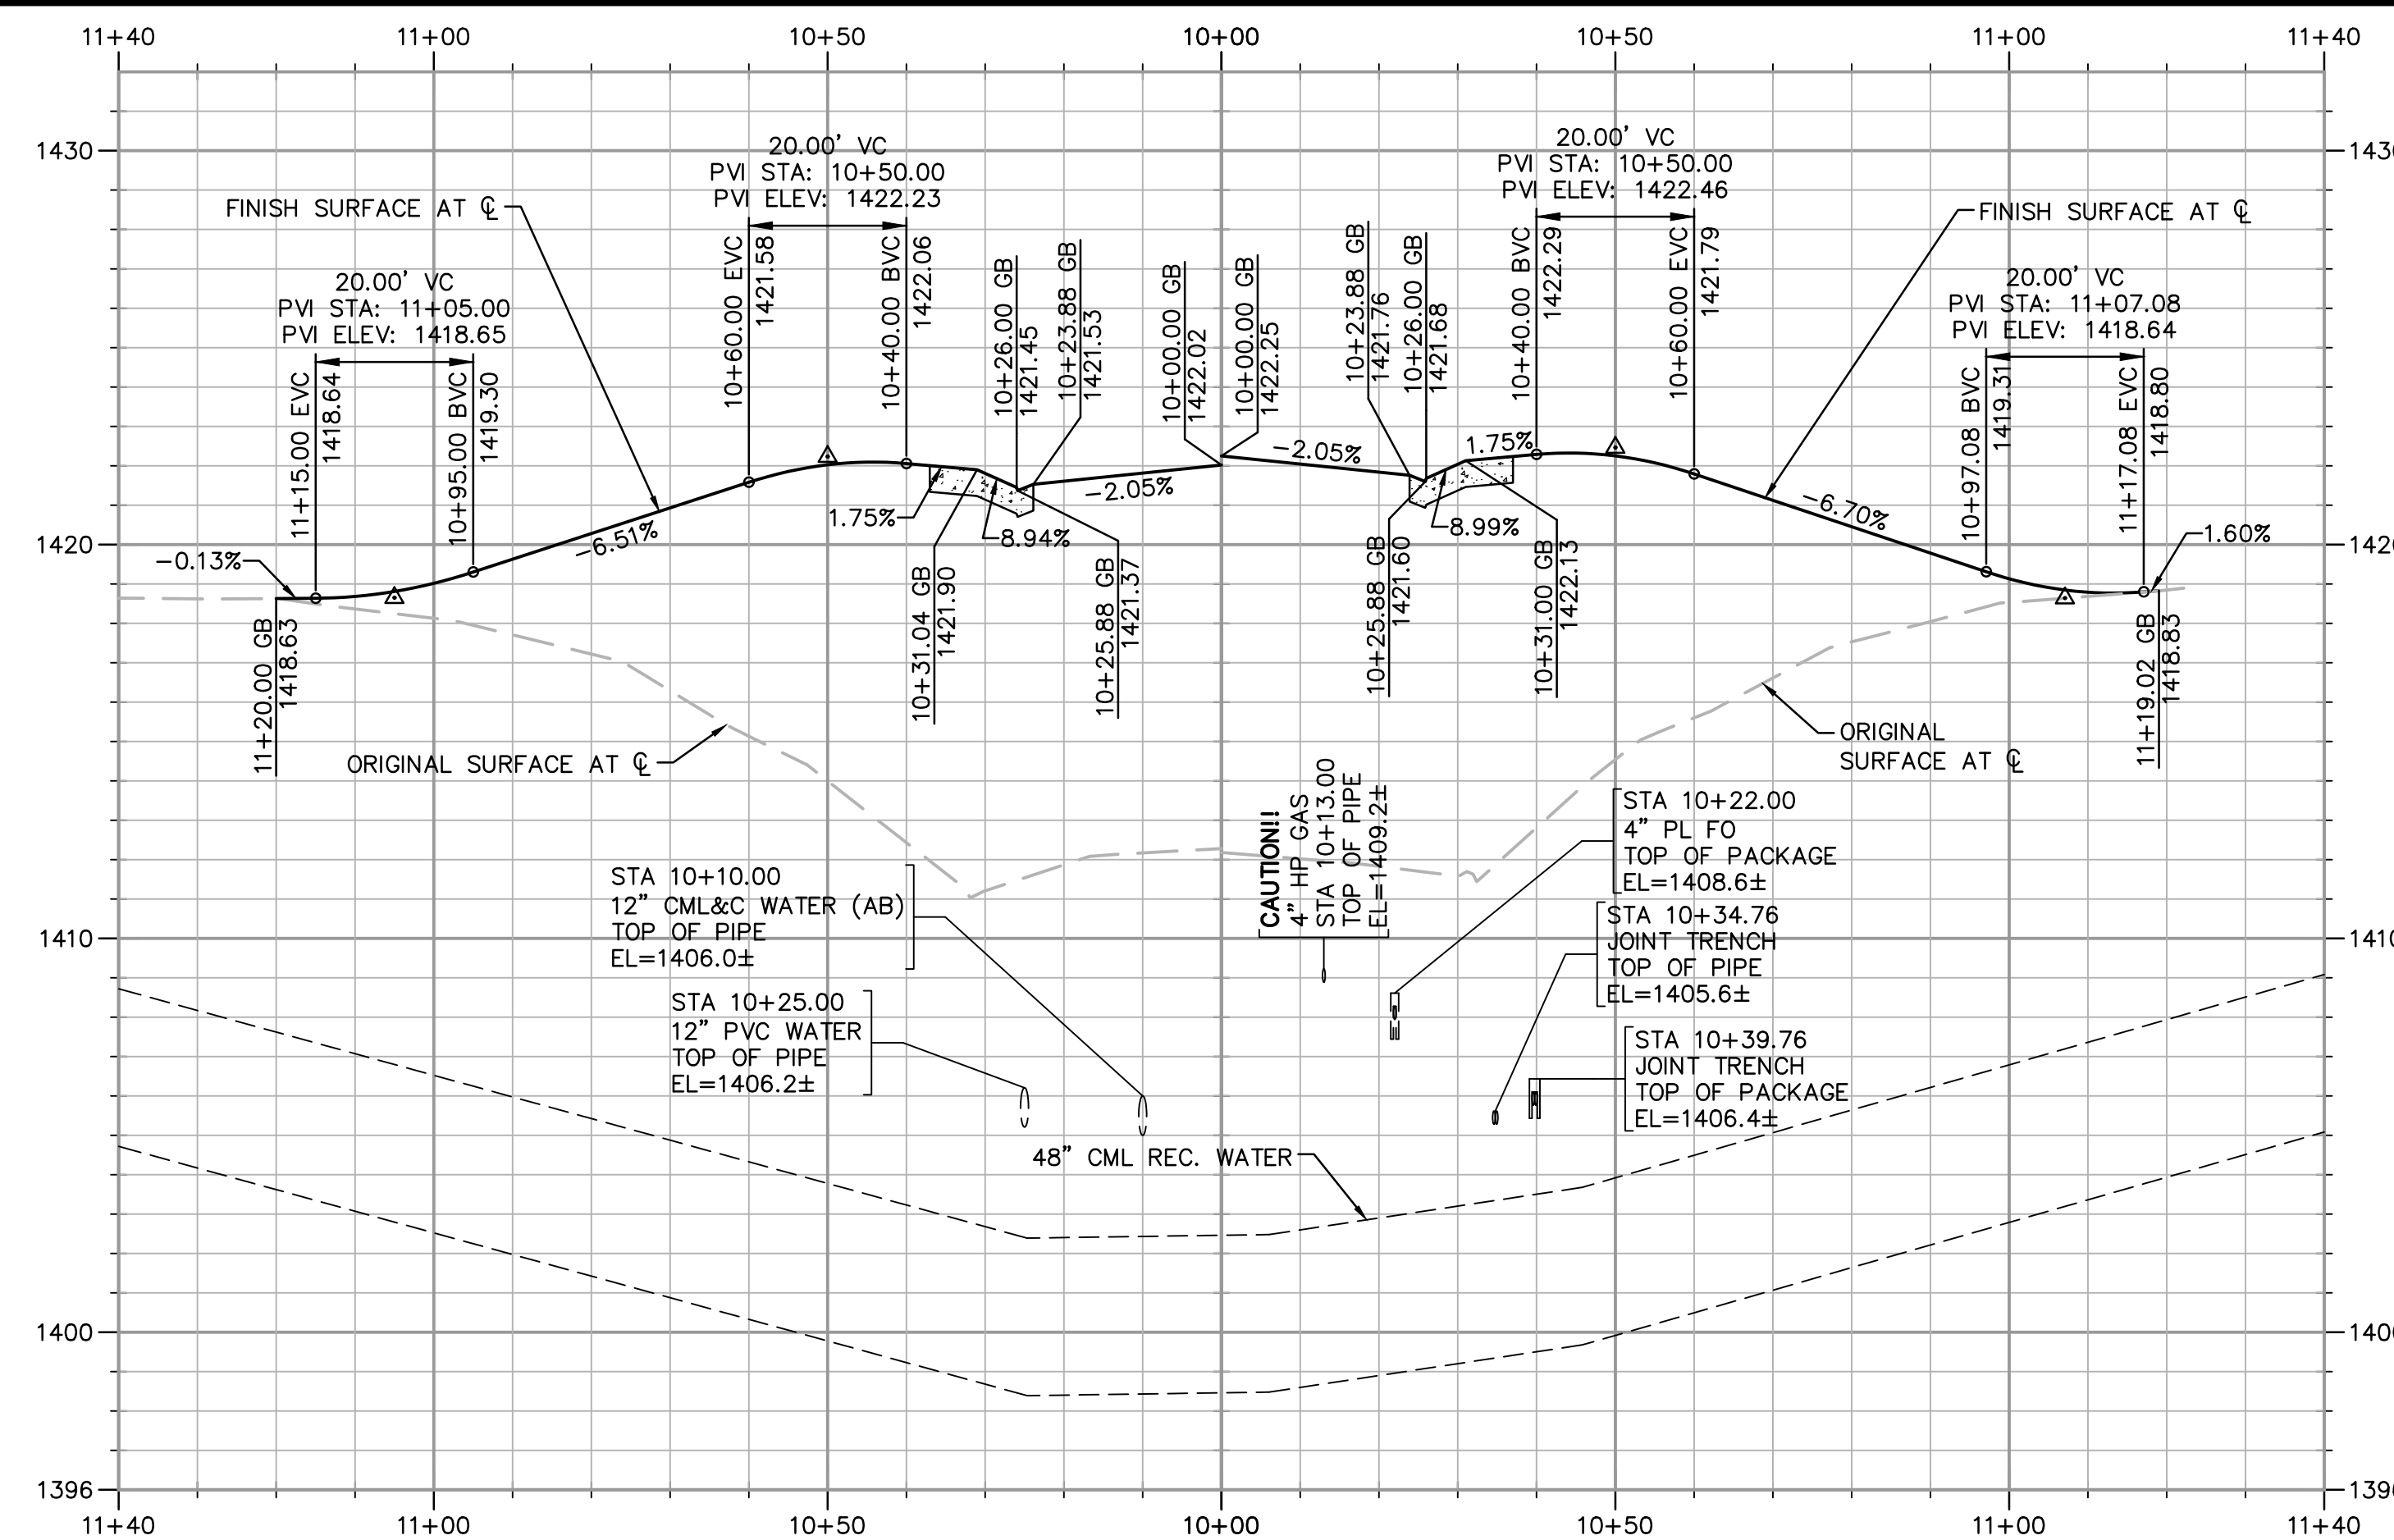 11+40 11+00 10+50 10+00 10+50 11+00 11+40
1430
1420
1410
1400
1396
FINISH SURFACE AT ℄
20.00' VC
PVI STA: 11+05.00
PVI ELEV: 1418.65
11+15.00 EVC
1418.64
10+95.00 BVC
1419.30
-0.13%
11+20.00 GB
1418.63
-6.51%
20.00' VC
PVI STA: 10+50.00
PVI ELEV: 1422.23
10+60.00 EVC
1421.58
10+40.00 BVC
1422.06
10+26.00 GB
1421.45
10+23.88 GB
1421.53
1.75%
8.94%
10+31.04 GB
1421.90
10+25.88 GB
1421.37
-2.05%
10+00.00 GB
1422.02
10+00.00 GB
1422.25
-2.05%
10+23.88 GB
1421.76
10+26.00 GB
1421.68
1.75%
8.99%
10+25.88 GB
1421.60
10+31.00 GB
1422.13
20.00' VC
PVI STA: 10+50.00
PVI ELEV: 1422.46
10+40.00 BVC
1422.29
10+60.00 EVC
1421.79
FINISH SURFACE AT ℄
-6.70%
20.00' VC
PVI STA: 11+07.08
PVI ELEV: 1418.64
10+97.08 BVC
1419.31
11+17.08 EVC
1418.80
1.60%
11+19.02 GB
1418.83
ORIGINAL SURFACE AT ℄
ORIGINAL
SURFACE AT ℄
STA 10+10.00
12" CML&C WATER (AB)
TOP OF PIPE
EL=1406.0±
STA 10+25.00
12" PVC WATER
TOP OF PIPE
EL=1406.2±
CAUTION!!
4" HP GAS
STA 10+13.00
TOP OF PIPE
EL=1409.2±
STA 10+22.00
4" PL FO
TOP OF PACKAGE
EL=1408.6±
STA 10+34.76
JOINT TRENCH
TOP OF PIPE
EL=1405.6±
STA 10+39.76
JOINT TRENCH
TOP OF PACKAGE
EL=1406.4±
48" CML REC. WATER
11+40 11+00 10+50 10+00 10+50 11+00 11+40